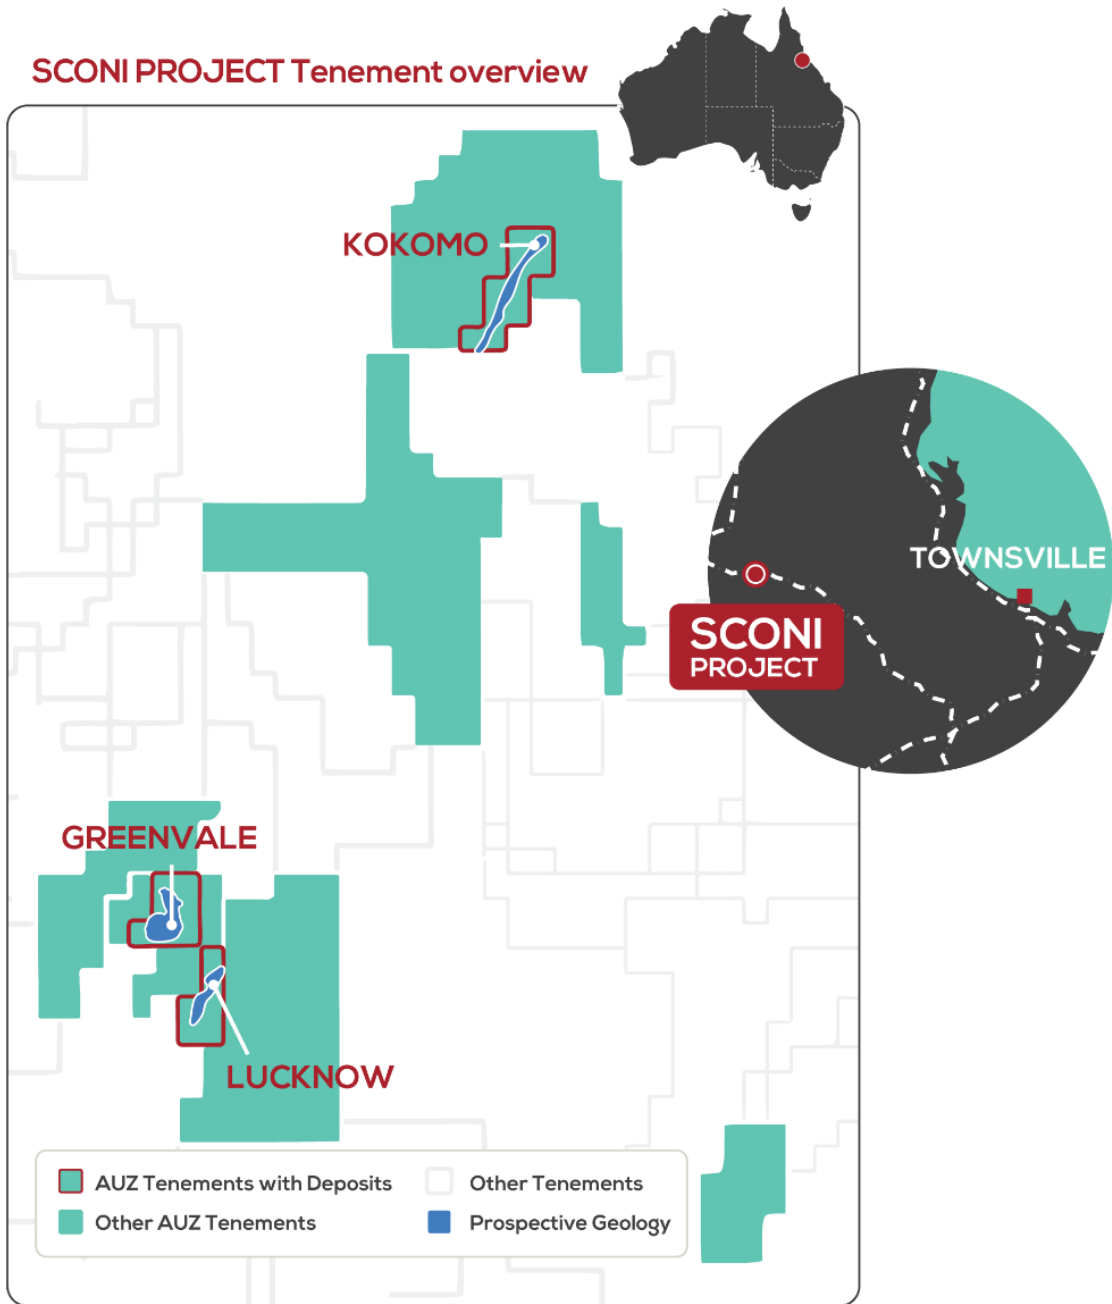 SCONI PROJECT Tenement overview
KOKOMO
TOWNSVILLE
SCONI
PROJECT
GREENVALE
LUCKNOW
AUZ Tenements with Deposits
Other Tenements
Other AUZ Tenements
Prospective Geology